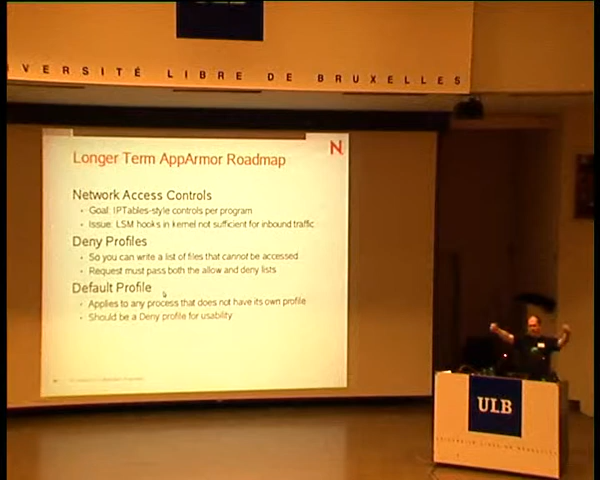 VERSITÉ LIBRE DE BRUXELLES
Longer Term AppArmor Roadmap
N
Network Access Controls
• Goal: IPTables-style controls per program
• Issue: LSM hooks in kernel not sufficient for inbound traffic
Deny Profiles
• So you can write a list of files that cannot be accessed
• Request must pass both the allow and deny lists
Default Profile
• Applies to any process that does not have its own profile
• Should be a Deny profile for usability
ULB